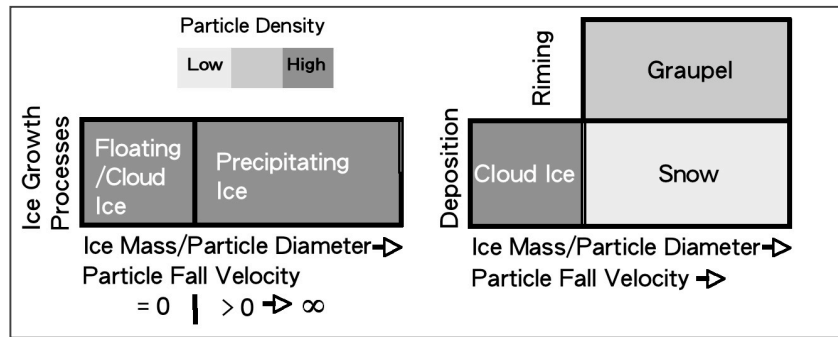 Particle Density
Low High
Ice Growth
Processes
Floating
/Cloud
Ice
Precipitating
Ice
Ice Mass/Particle Diameter→
Particle Fall Velocity
= 0 | > 0 → ∞
Riming
Graupel
Deposition
Cloud Ice
Snow
Ice Mass/Particle Diameter→
Particle Fall Velocity →